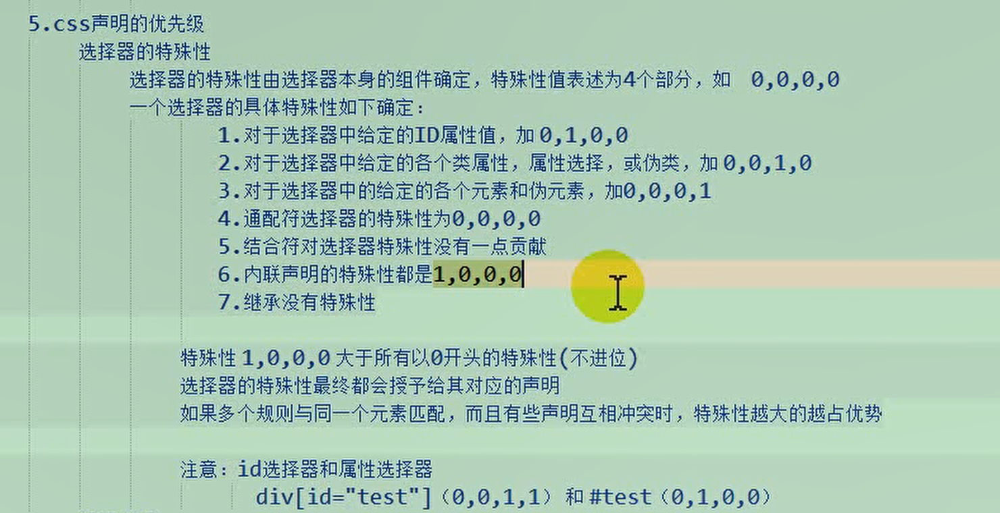 5.css声明的优先级
选择器的特殊性
选择器的特殊性由选择器本身的组件确定，特殊性值表述为4个部分，如 0,0,0,0
一个选择器的具体特殊性如下确定：
1.对于选择器中给定的ID属性值，加 0,1,0,0
2.对于选择器中给定的各个类属性，属性选择，或伪类，加 0,0,1,0
3.对于选择器中的给定的各个元素和伪元素，加0,0,0,1
4.通配符选择器的特殊性为0,0,0,0
5.结合符对选择器特殊性没有一点贡献
6.内联声明的特殊性都是1,0,0,0
7.继承没有特殊性
特殊性 1,0,0,0 大于所有以0开头的特殊性(不进位)
选择器的特殊性最终都会授予给其对应的声明
如果多个规则与同一个元素匹配，而且有些声明互相冲突时，特殊性越大的越占优势
注意：id选择器和属性选择器
div[id="test"]（0,0,1,1）和 #test（0,1,0,0）